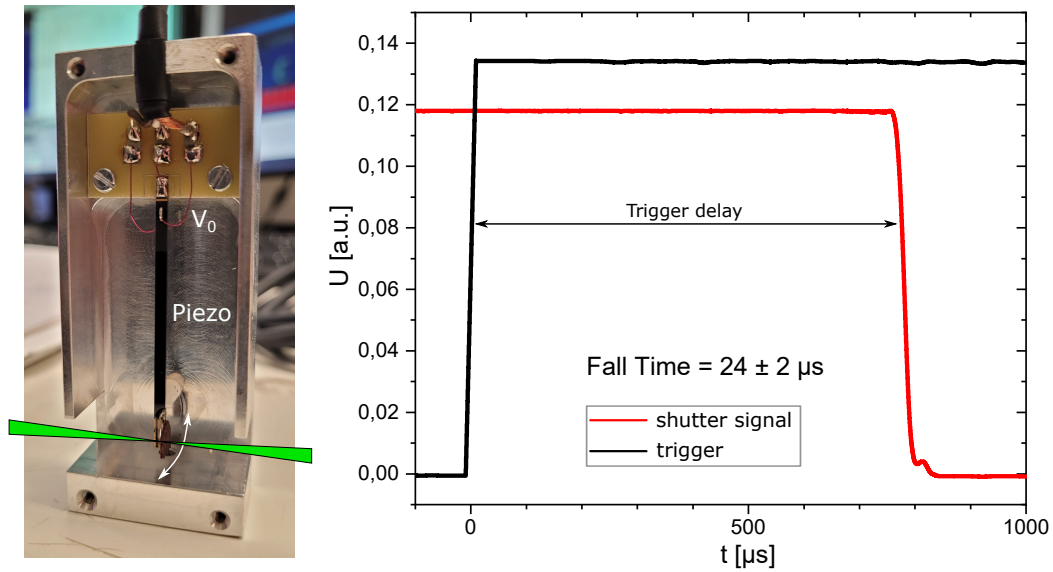 V0
Piezo
0,14
0,12
0,10
0,08
0,06
0,04
0,02
0,00
U [a.u.]
Trigger delay
Fall Time = 24 ± 2 µs
shutter signal
trigger
0
500
1000
t [µs]